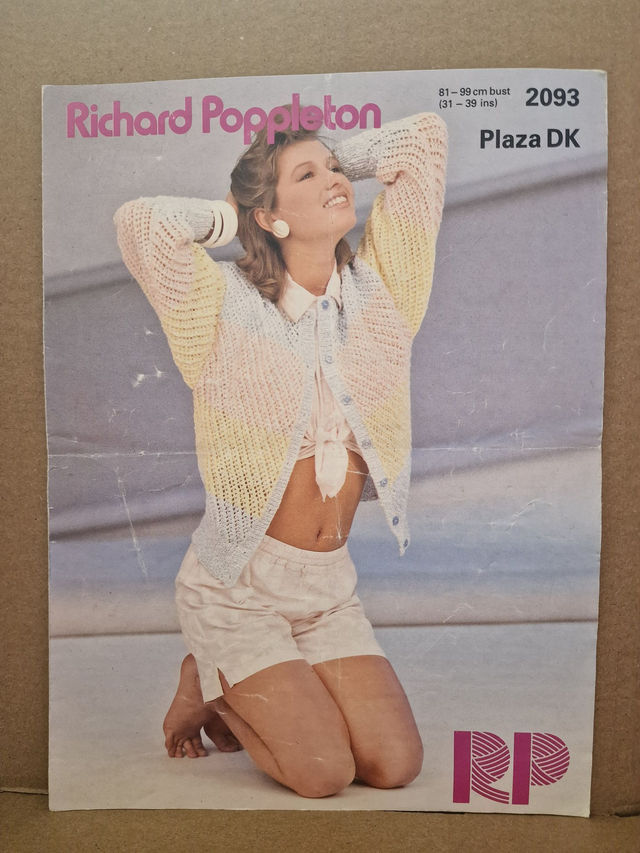 Richard Poppleton
81 – 99 cm bust
(31 – 39 ins)
2093
Plaza DK
RP